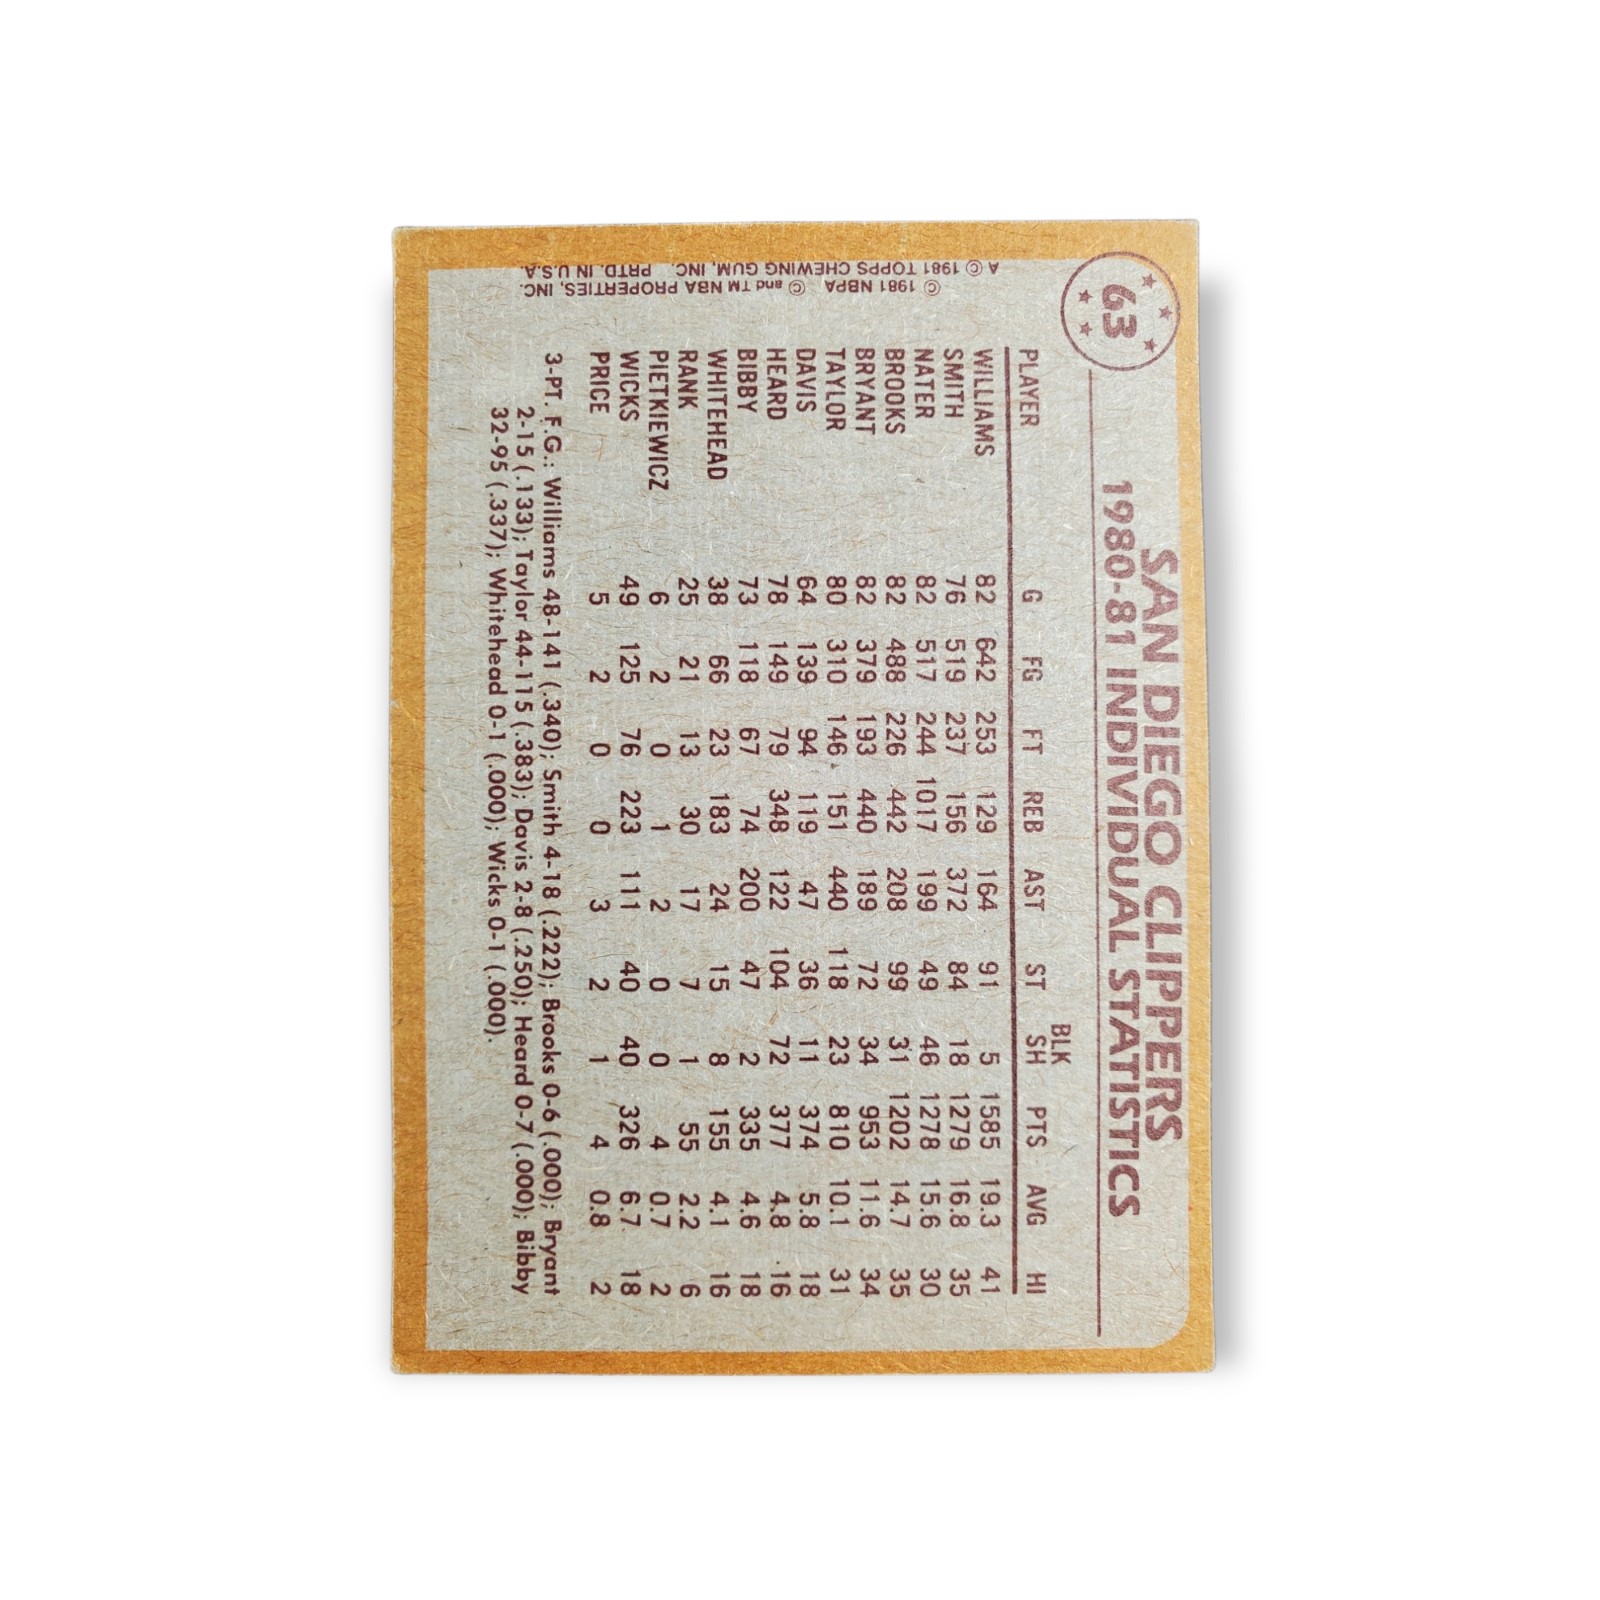 63
SAN DIEGO CLIPPERS
1980-81 INDIVIDUAL STATISTICS
PLAYER G FG FT REB AST ST BLK SH PTS AVG HI
WILLIAMS 82 642 253 129 164 91 5 1585 19.3 41
SMITH 76 519 237 156 372 84 18 1279 16.8 35
NATER 82 517 244 1017 199 49 46 1278 15.6 30
BROOKS 82 488 226 442 208 99 31 1202 14.7 35
BRYANT 82 379 193 440 189 72 34 953 11.6 34
TAYLOR 80 310 146 151 440 118 23 810 10.1 31
DAVIS 64 139 94 119 47 36 11 374 5.8 18
HEARD 78 149 79 348 122 104 72 377 4.8 16
BIBBY 73 118 67 74 200 47 2 335 4.6 18
WHITEHEAD 38 66 23 183 24 15 8 155 4.1 16
RANK 25 21 13 30 17 7 1 55 2.2 6
PIETKIEWICZ 6 2 0 1 2 0 0 4 0.7 2
WICKS 49 125 76 223 111 40 40 326 6.7 18
PRICE 5 2 0 0 3 2 1 4 0.8 2
3-PT. F.G.: Williams 48-141 (.340); Smith 4-18 (.222); Brooks 0-6 (.000); Bryant
2-15 (.133); Taylor 44-115 (.383); Davis 2-8 (.250); Heard 0-7 (.000); Bibby
32-95 (.337); Whitehead 0-1 (.000); Wicks 0-1 (.000).
© 1981 NBPA © and TM NBA PROPERTIES, INC.
A © 1981 TOPPS CHEWING GUM, INC. PRTD. IN U.S.A.